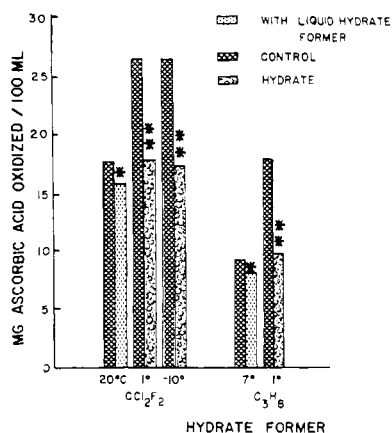 WITH LIQUID HYDRATE
FORMER
CONTROL
HYDRATE
MG ASCORBIC ACID OXIDIZED/100 ML
30
25
20
15
10
5
0
20°C 1° -10° 7° 1°
CCl₂F₂ C₃H₈
HYDRATE FORMER